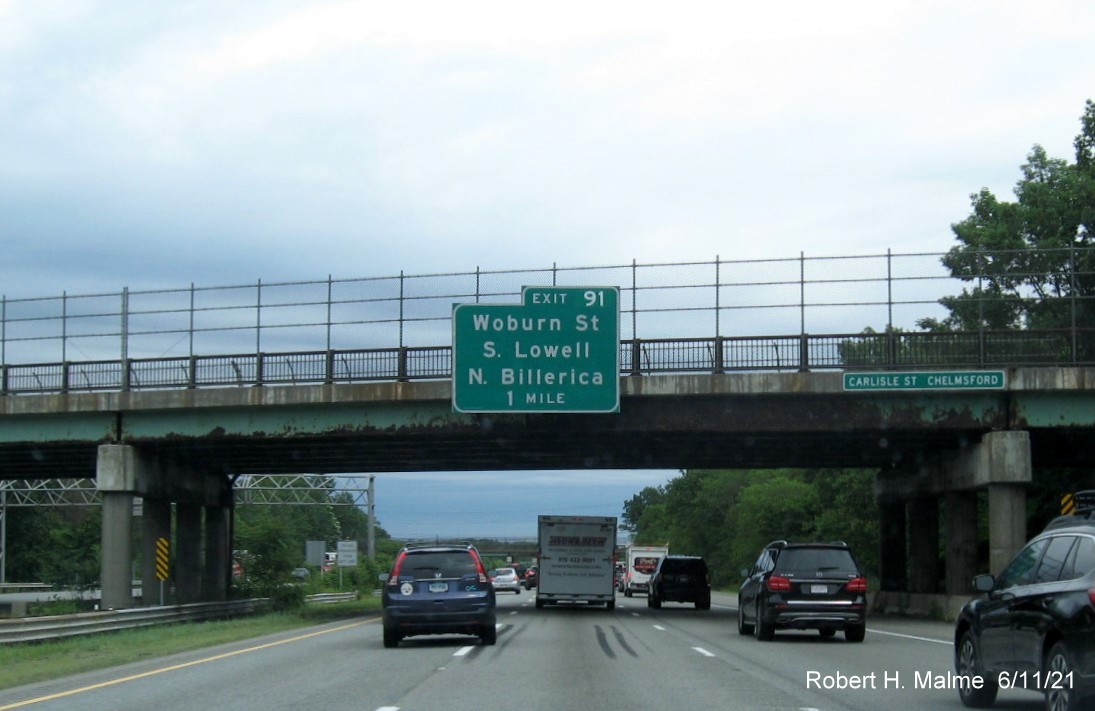 EXIT 91
Woburn St
S. Lowell
N. Billerica
1 MILE
CARLISLE ST CHELMSFORD
Robert H. Malme 6/11/21